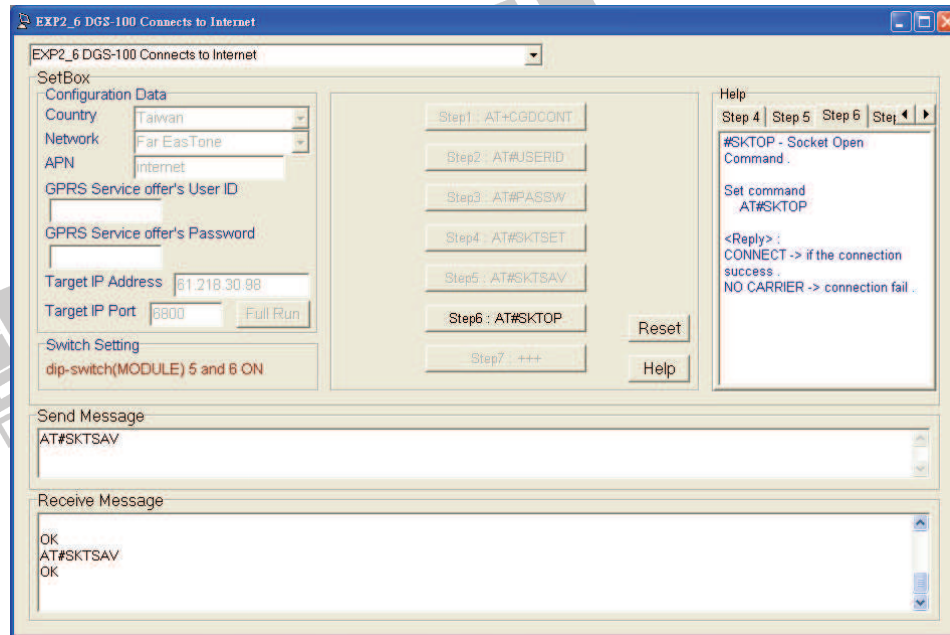 EXP2_6 DGS-100 Connects to Internet
EXP2_6 DGS-100 Connects to Internet
SetBox
Configuration Data
Country Taiwan
Network Far EasTone
APN internet
GPRS Service offer's User ID
GPRS Service offer's Password
Target IP Address 61.218.30.98
Target IP Port 6800 Full Run
Switch Setting
dip-switch(MODULE) 5 and 6 ON
Step1 : AT+CGDCONT
Step2 : AT#USERID
Step3 : AT#PASSW
Step4 : AT#SKTSET
Step5 : AT#SKTSAV
Step6 : AT#SKTOP
Step7 : +++
Reset
Help
Help
Step 4 Step 5 Step 6
#SKTOP - Socket Open
Command .
Set command
AT#SKTOP
<Reply> :
CONNECT -> if the connection
success .
NO CARRIER -> connection fail .
Send Message
AT#SKTSAV
Receive Message
OK
AT#SKTSAV
OK